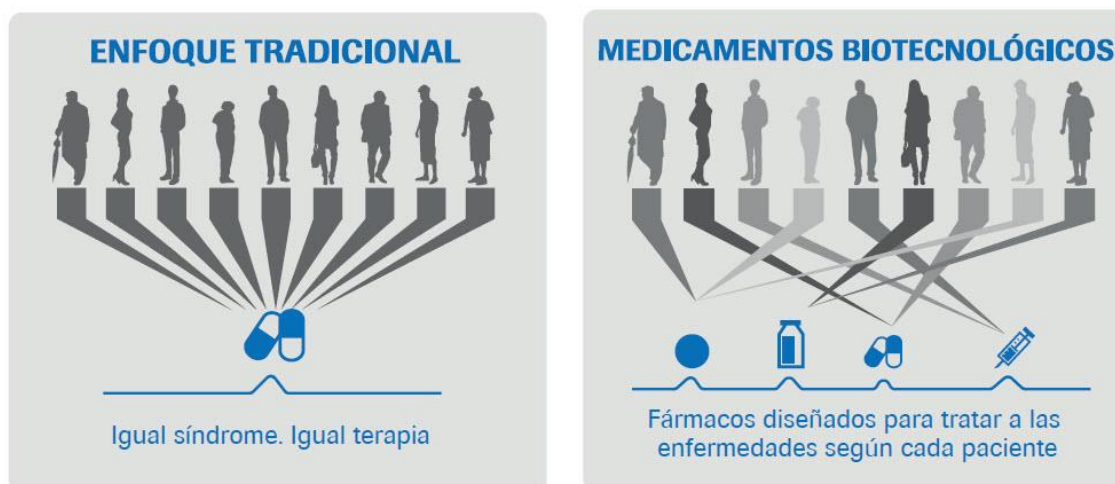 ENFOQUE TRADICIONAL
Igual síndrome. Igual terapia
MEDICAMENTOS BIOTECNOLÓGICOS
Fármacos diseñados para tratar a las
enfermedades según cada paciente